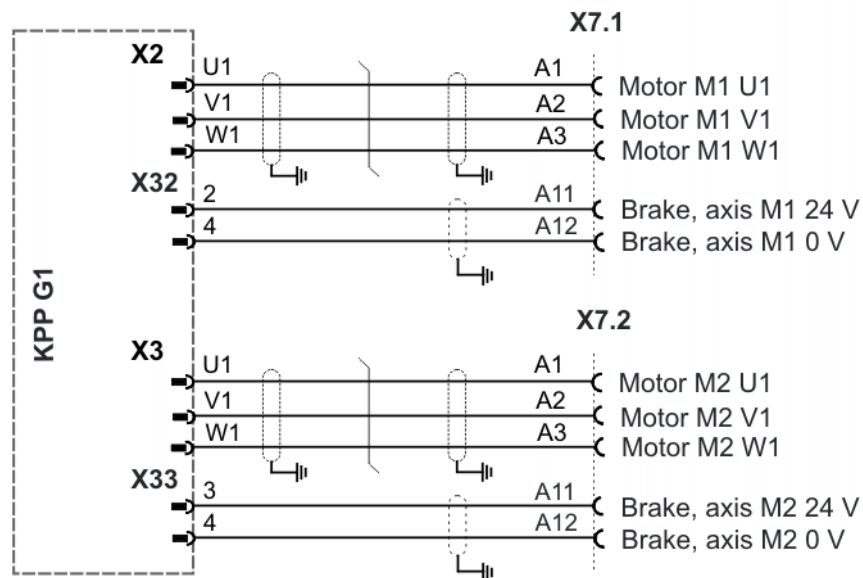 X7.1
X2
U1 A1 Motor M1 U1
V1 A2 Motor M1 V1
W1 A3 Motor M1 W1
X32
2 A11 Brake, axis M1 24 V
4 A12 Brake, axis M1 0 V
KPP G1
X7.2
X3
U1 A1 Motor M2 U1
V1 A2 Motor M2 V1
W1 A3 Motor M2 W1
X33
3 A11 Brake, axis M2 24 V
4 A12 Brake, axis M2 0 V